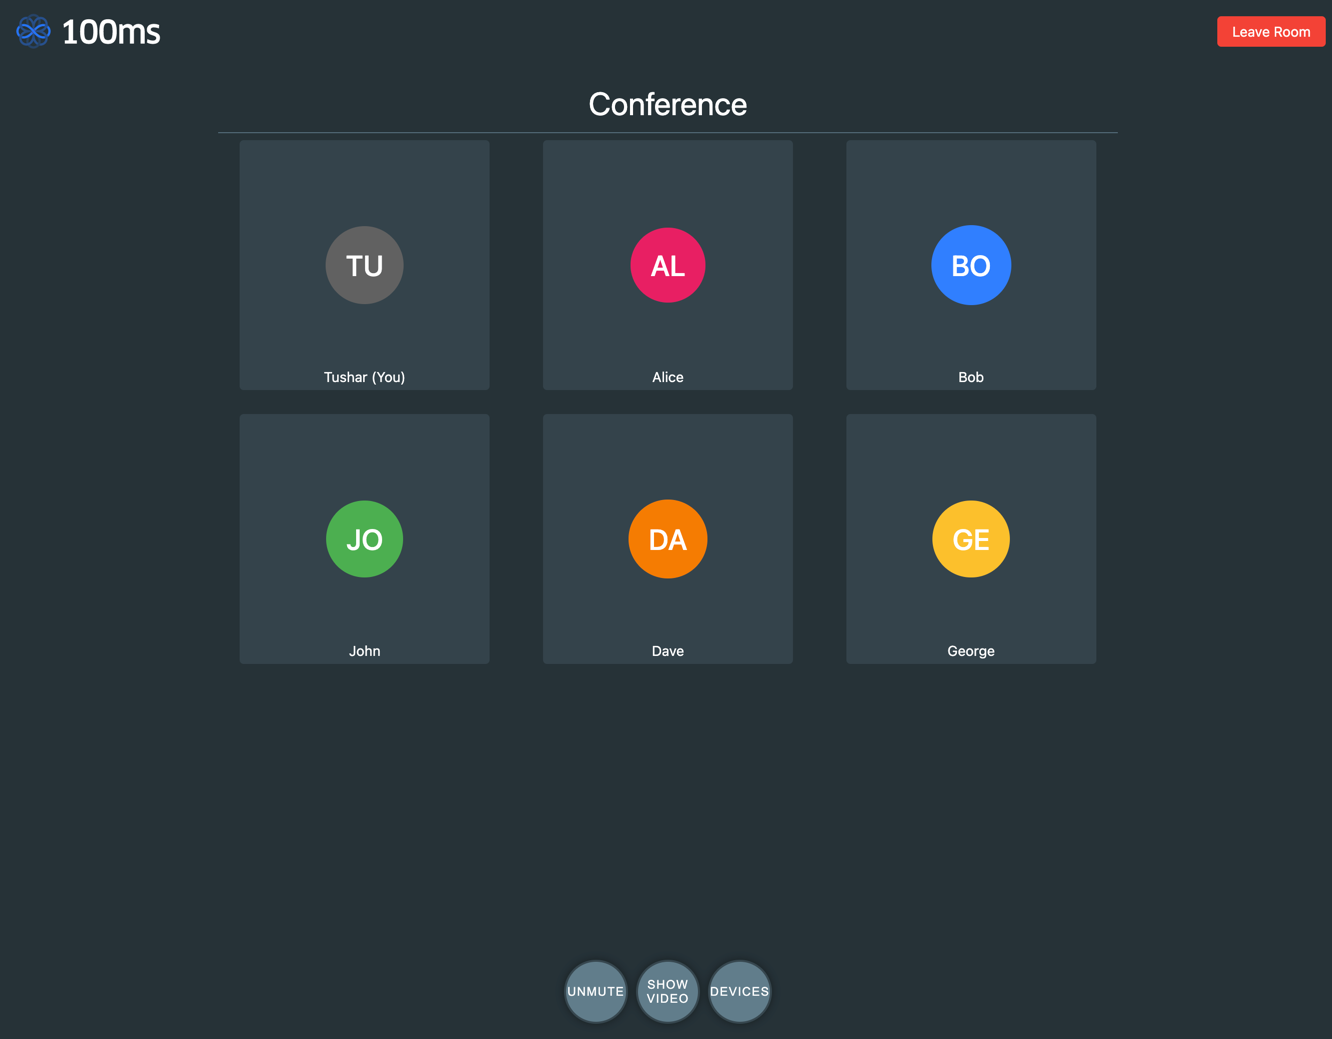 100ms
Leave Room
Conference
TU
AL
BO
Tushar (You)
Alice
Bob
JO
DA
GE
John
Dave
George
UNMUTE
SHOW
VIDEO
DEVICES